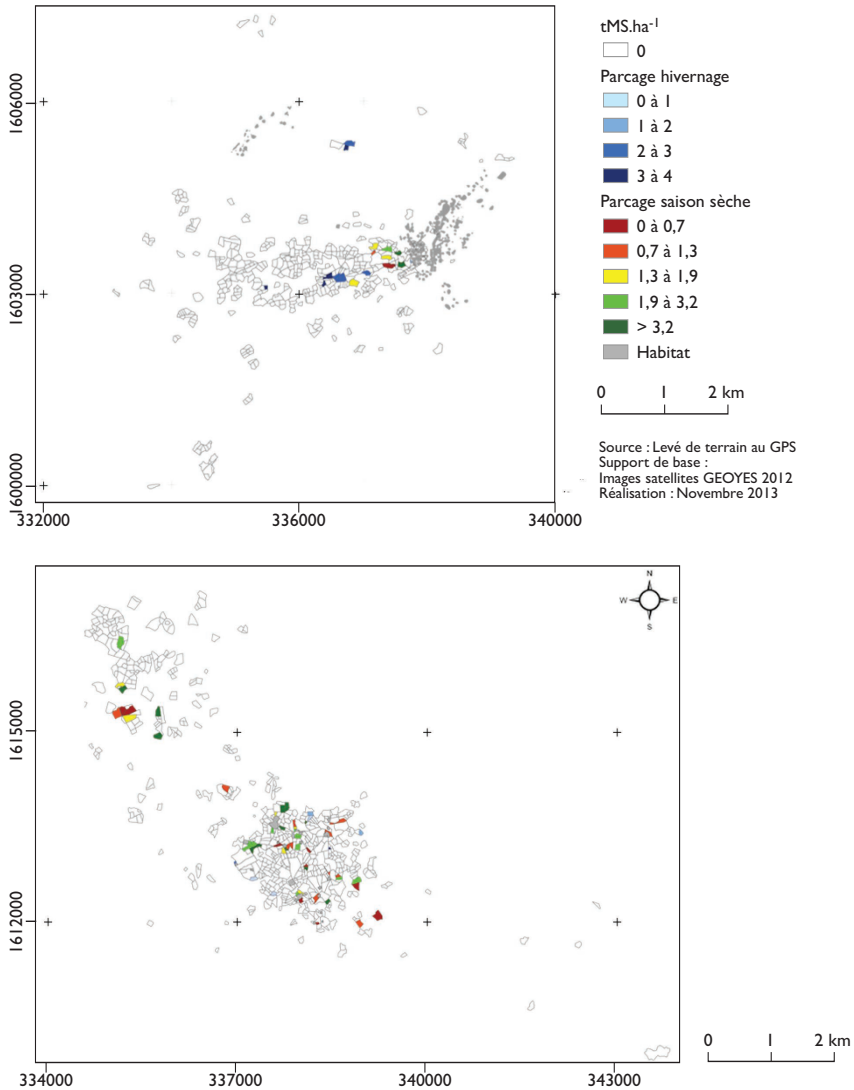 tMS.ha⁻¹
0
Parcage hivernage
0 à 1
1 à 2
2 à 3
3 à 4
Parcage saison sèche
0 à 0,7
0,7 à 1,3
1,3 à 1,9
1,9 à 3,2
> 3,2
Habitat
0 1 2 km
Source : Levé de terrain au GPS
Support de base :
Images satellites GEOYES 2012
Réalisation : Novembre 2013
1606000
1603000
1600000
332000 336000 340000
N
W E
S
1615000
1612000
334000 337000 340000 343000
0 1 2 km